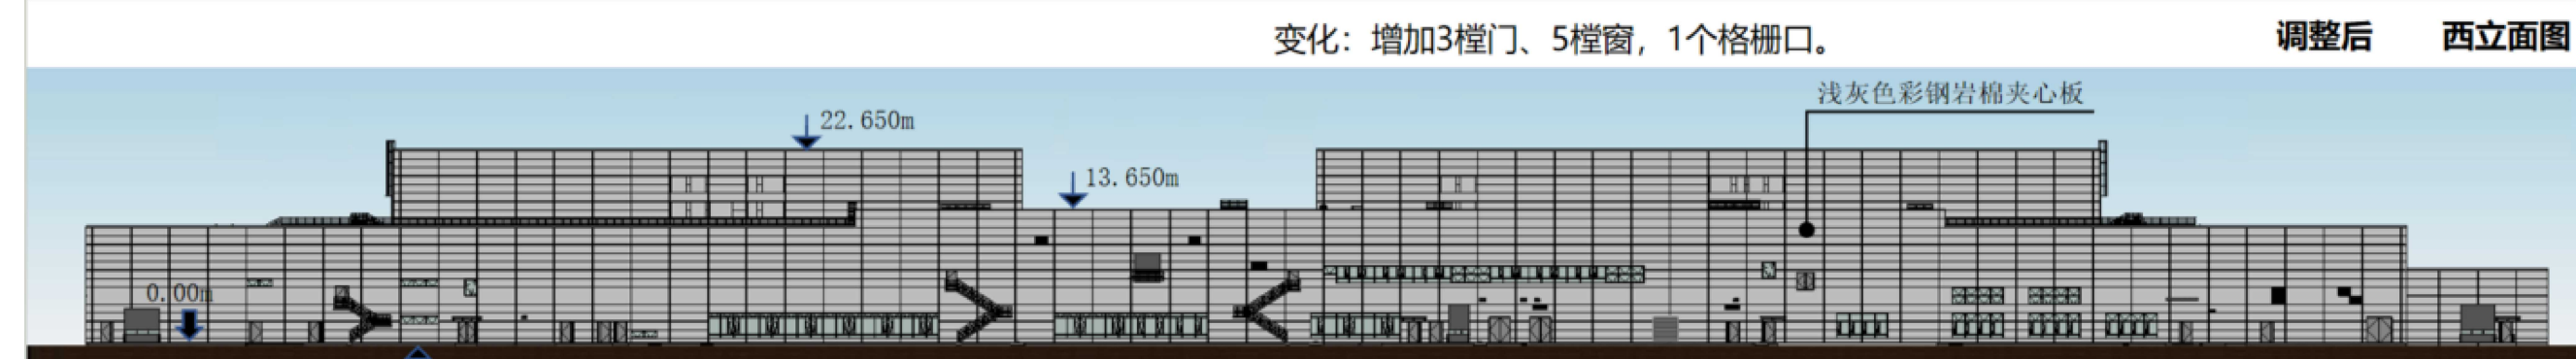 变化：增加3樘门、5樘窗，1个格栅口。
调整后 西立面图
浅灰色彩钢岩棉夹心板
22.650m
13.650m
0.00m